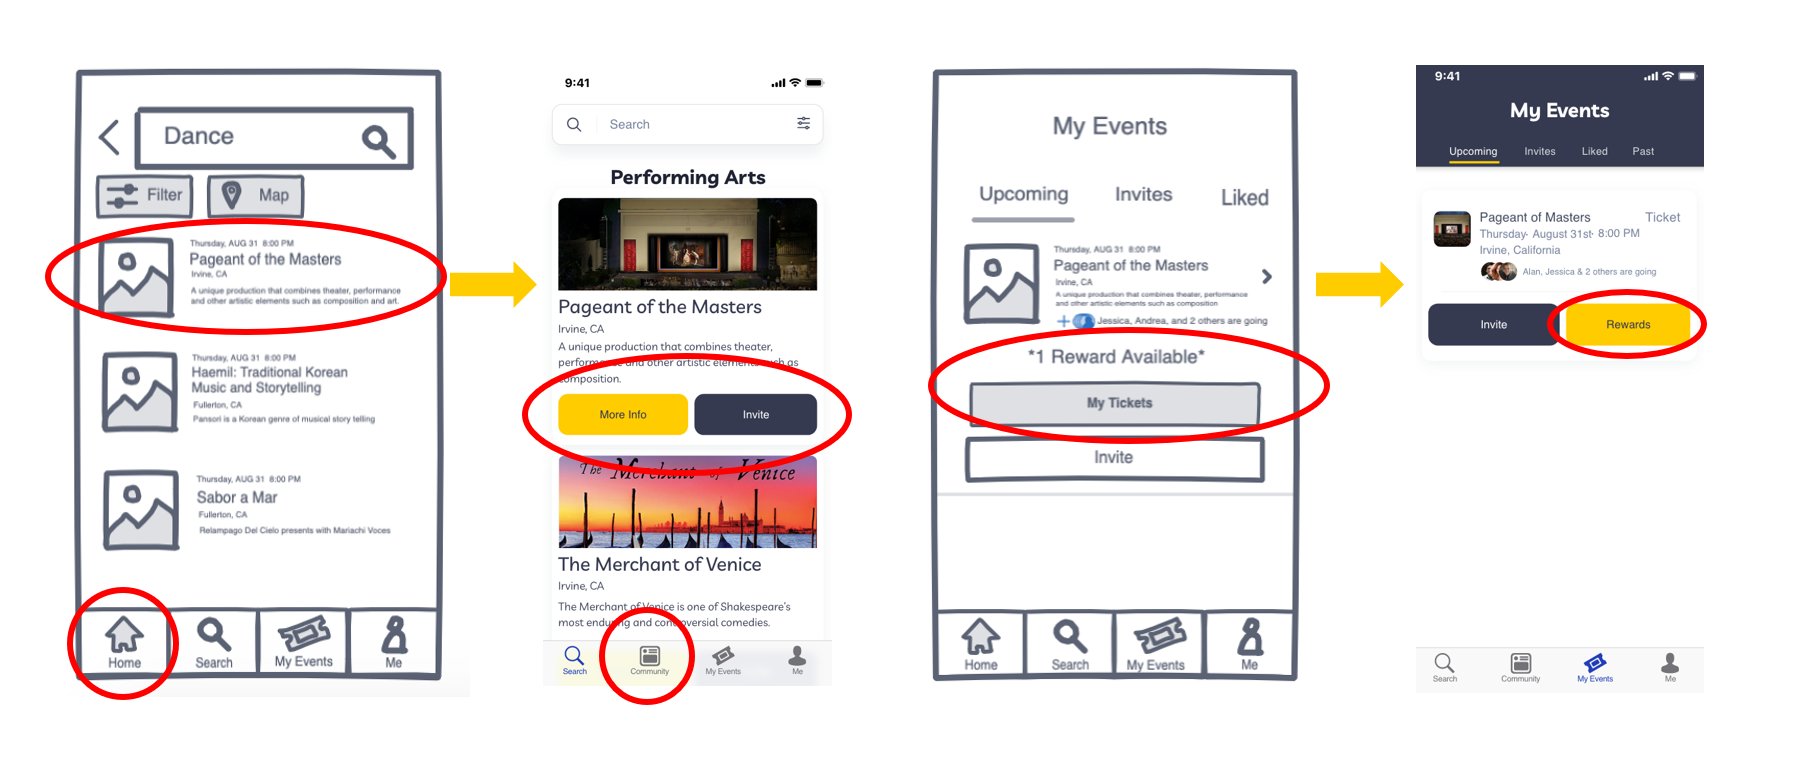 Dance
Filter
Map
Thursday, AUG 31 8:00 PM
Pageant of the Masters
Irvine, CA
A unique production that combines theater, performance
and other artistic elements such as composition and art.
Thursday, AUG 31 8:00 PM
Haemil: Traditional Korean
Music and Storytelling
Fullerton, CA
Pansori is a Korean genre of musical story telling
Thursday, AUG 31 8:00 PM
Sabor a Mar
Fullerton, CA
Relampago Del Cielo presents with Mariachi Voces
Home
Search
My Events
Me
9:41
Search
Performing Arts
Pageant of the Masters
Irvine, CA
A unique production that combines theater,
performance and other artistic elements such as
composition.
More Info
Invite
The Merchant of Venice
The Merchant of Venice
Irvine, CA
The Merchant of Venice is one of Shakespeare's
most enduring and controversial comedies.
Search
Community
My Events
Me
My Events
Upcoming
Invites
Liked
Thursday, AUG 31 8:00 PM
Pageant of the Masters
Irvine, CA
A unique production that combines theater, performance
and other artistic elements such as composition
Jessica, Andrea, and 2 others are going
*1 Reward Available*
My Tickets
Invite
Home
Search
My Events
Me
9:41
My Events
Upcoming
Invites
Liked
Past
Pageant of Masters
Ticket
Thursday· August 31st· 8:00 PM
Irvine, California
Alan, Jessica & 2 others are going
Invite
Rewards
Search
Community
My Events
Me